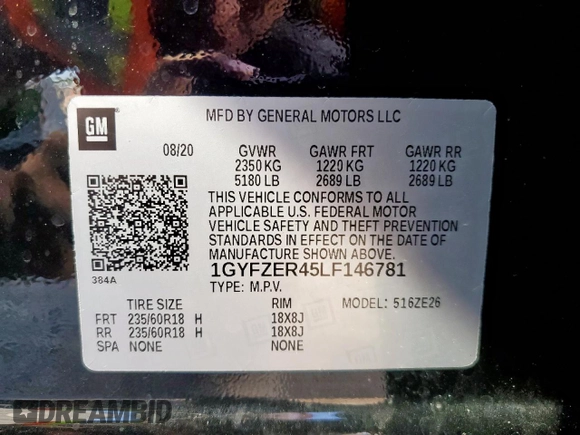 GM
MFD BY GENERAL MOTORS LLC
08/20 GVWR GAWR FRT GAWR RR
2350 KG 1220 KG 1220 KG
5180 LB 2689 LB 2689 LB
THIS VEHICLE CONFORMS TO ALL
APPLICABLE U.S. FEDERAL MOTOR
VEHICLE SAFETY AND THEFT PREVENTION
STANDARDS IN EFFECT ON THE DATE OF
MANUFACTURE SHOWN ABOVE.
384A
1GYFZER45LF146781
TYPE: M.P.V.
TIRE SIZE RIM MODEL: 516ZE26
FRT 235/60R18 H 18X8J
RR 235/60R18 H 18X8J
SPA NONE NONE
DREAMBID